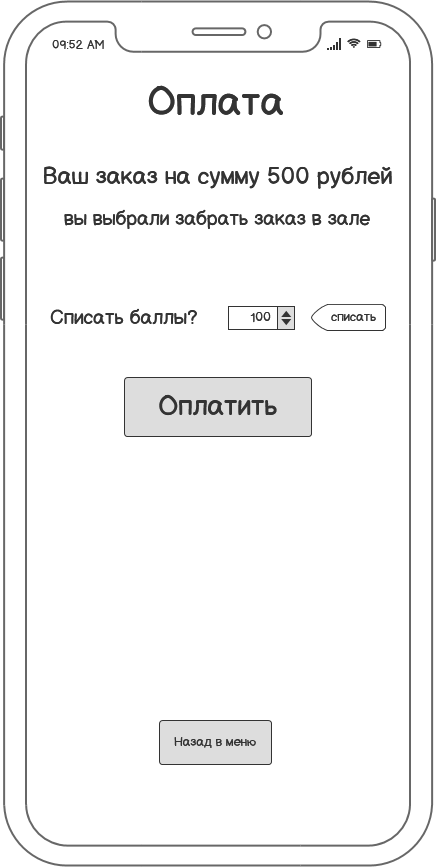 09:52 AM
Оплата
Ваш заказ на сумму 500 рублей
вы выбрали забрать заказ в зале
Списать баллы? 100 списать
Оплатить
Назад в меню